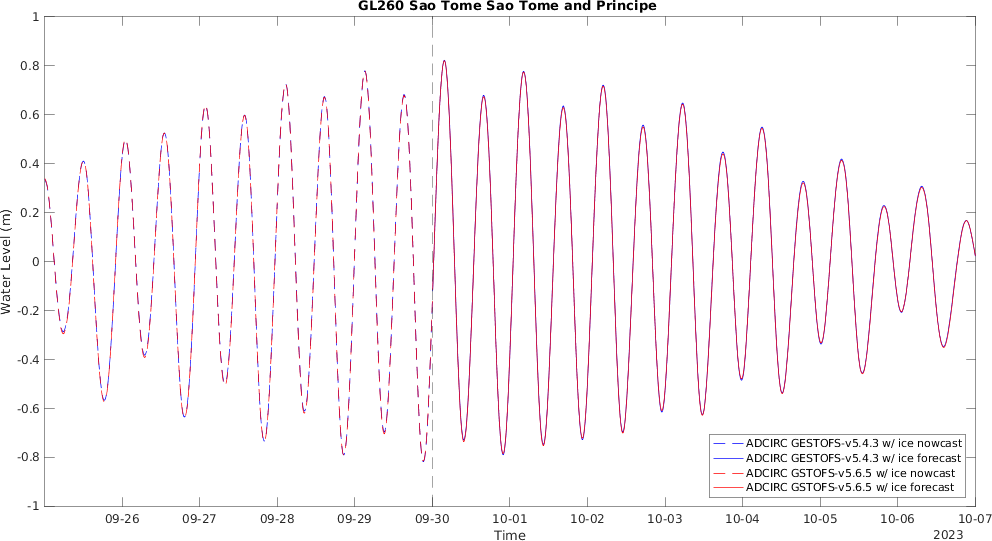 GL260 Sao Tome Sao Tome and Principe
1
0.8
0.6
0.4
0.2
0
-0.2
-0.4
-0.6
-0.8
-1
Water Level (m)
09-26 09-27 09-28 09-29 09-30 10-01 10-02 10-03 10-04 10-05 10-06 10-07
Time
2023
ADCIRC GESTOFS-v5.4.3 w/ ice nowcast
ADCIRC GESTOFS-v5.4.3 w/ ice forecast
ADCIRC GSTOFS-v5.6.5 w/ ice nowcast
ADCIRC GSTOFS-v5.6.5 w/ ice forecast